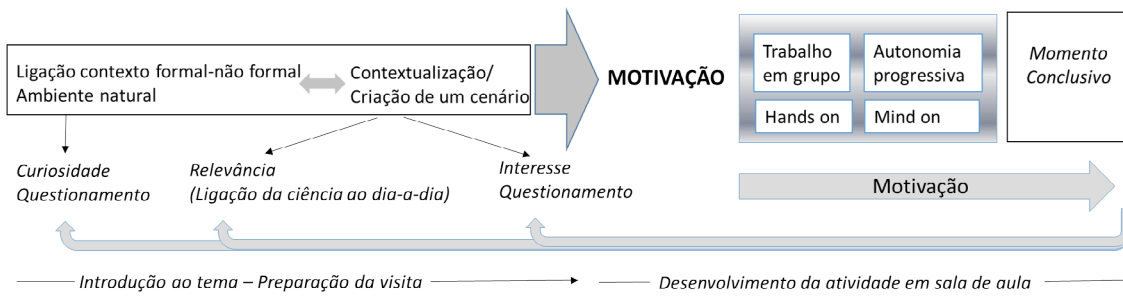 Ligação contexto formal-não formal
Ambiente natural
Contextualização/
Criação de um cenário
MOTIVAÇÃO
Trabalho
em grupo
Autonomia
progressiva
Hands on
Mind on
Momento
Conclusivo
Curiosidade
Questionamento
Relevância
(Ligação da ciência ao dia-a-dia)
Interesse
Questionamento
Motivação
Introdução ao tema – Preparação da visita
Desenvolvimento da atividade em sala de aula